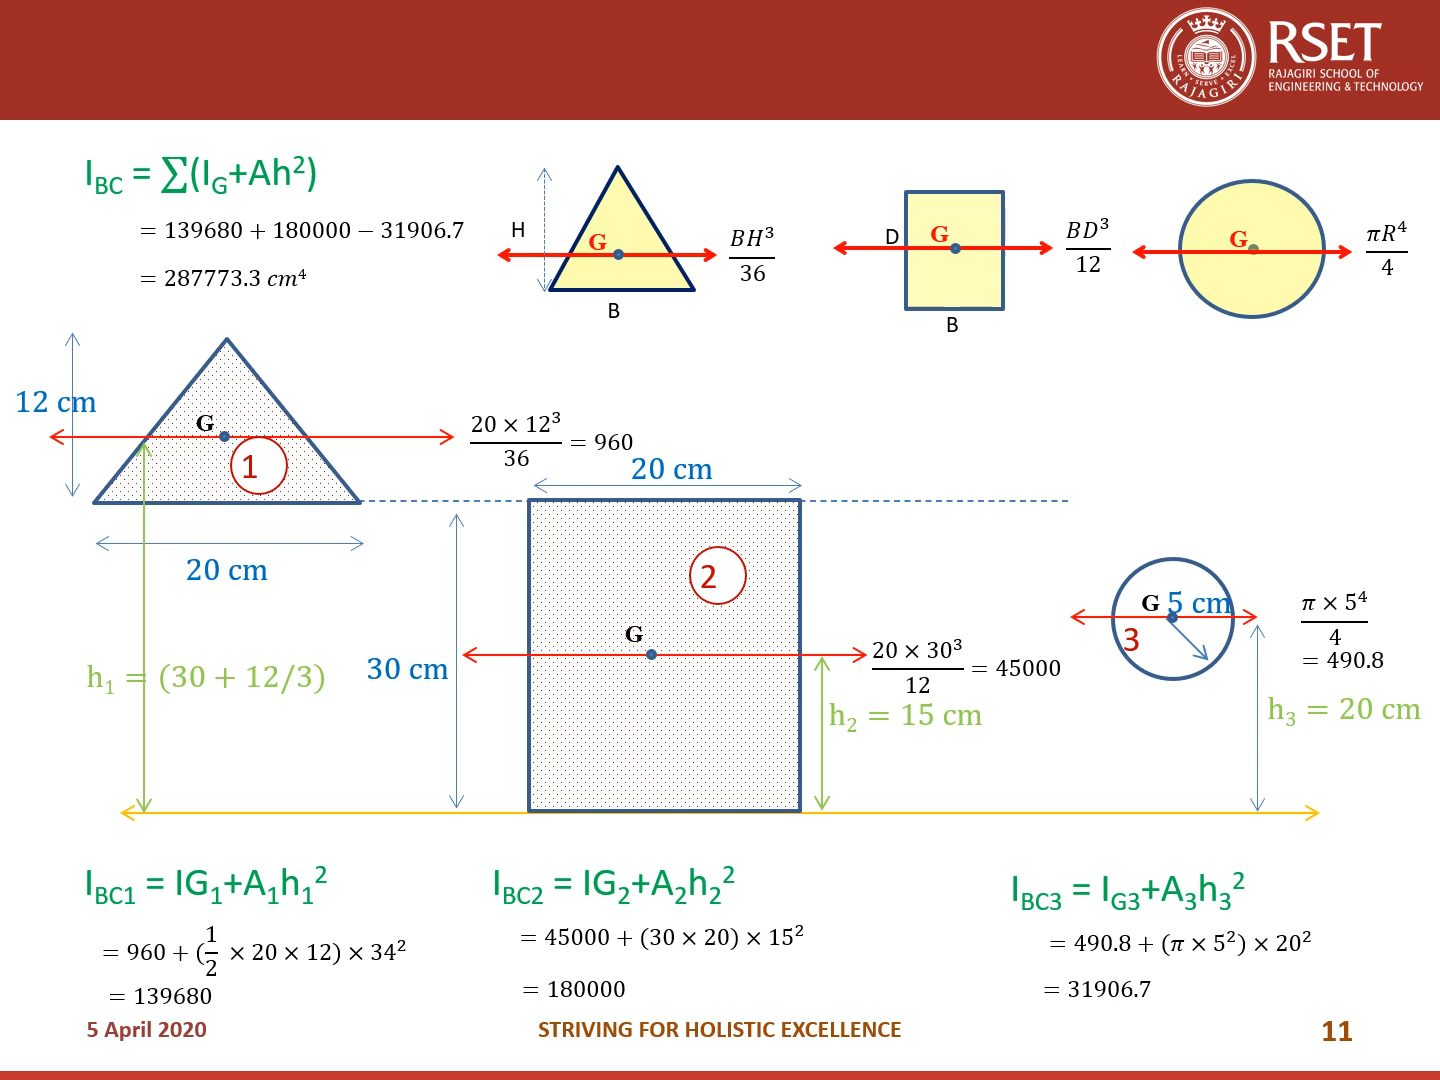 RSET
RAJAGIRI SCHOOL OF
ENGINEERING & TECHNOLOGY
LEARN • SERVE • EXCEL
RAJAGIRI
I_BC = ∑(I_G+Ah²)
= 139680 + 180000 − 31906.7
= 287773.3 cm⁴
H
G
B
BH³/36
D
G
B
BD³/12
G
πR⁴/4
12 cm
G
1
20 cm
(20 × 12³)/36 = 960
20 cm
2
G
30 cm
h₁ = (30 + 12/3)
(20 × 30³)/12 = 45000
h₂ = 15 cm
G 5 cm
3
(π × 5⁴)/4
= 490.8
h₃ = 20 cm
I_BC1 = IG₁+A₁h₁²
= 960 + (1/2 × 20 × 12) × 34²
= 139680
I_BC2 = IG₂+A₂h₂²
= 45000 + (30 × 20) × 15²
= 180000
I_BC3 = I_G3+A₃h₃²
= 490.8 + (π × 5²) × 20²
= 31906.7
5 April 2020
STRIVING FOR HOLISTIC EXCELLENCE
11